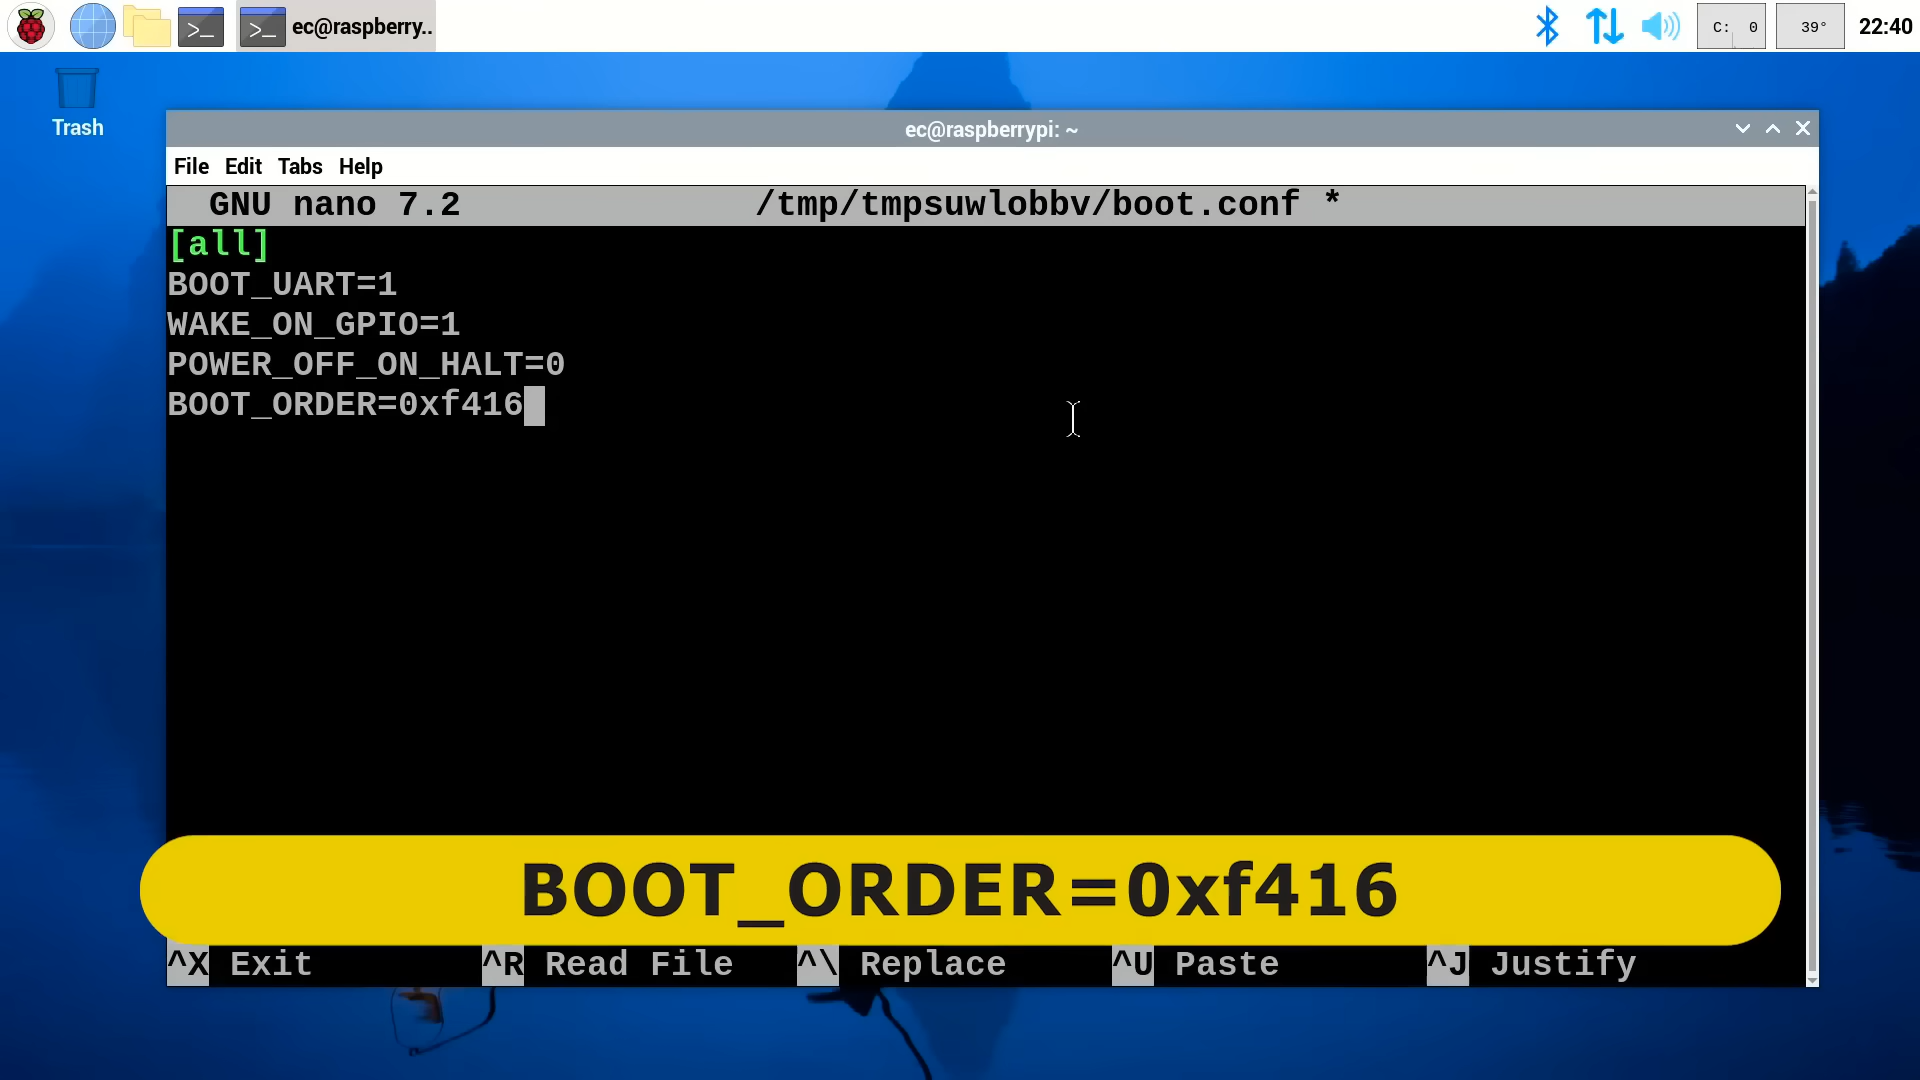 ec@raspberry..
C: 0
39°
22:40
Trash
ec@raspberrypi: ~
File Edit Tabs Help
GNU nano 7.2 /tmp/tmpsuwlobbv/boot.conf *
[all]
BOOT_UART=1
WAKE_ON_GPIO=1
POWER_OFF_ON_HALT=0
BOOT_ORDER=0xf416
BOOT_ORDER=0xf416
^X Exit ^R Read File ^\ Replace ^U Paste ^J Justify